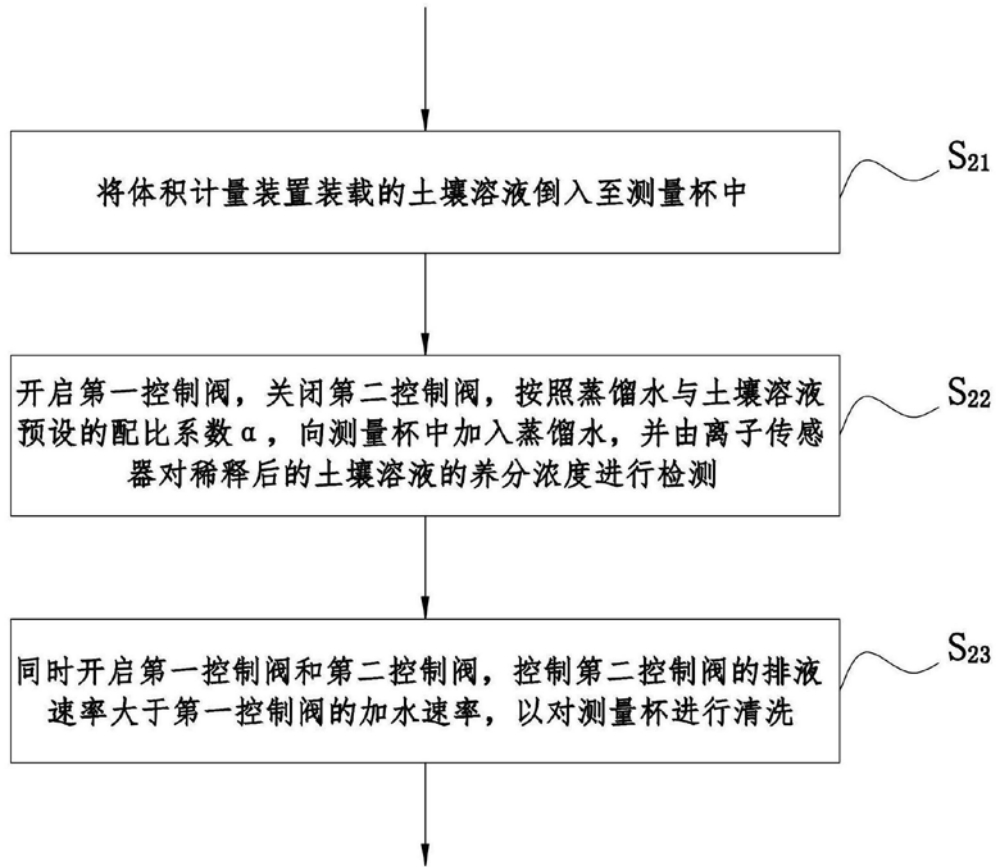 将体积计量装置装载的土壤溶液倒入至测量杯中
S21
开启第一控制阀，关闭第二控制阀，按照蒸馏水与土壤溶液
预设的配比系数α，向测量杯中加入蒸馏水，并由离子传感
器对稀释后的土壤溶液的养分浓度进行检测
S22
同时开启第一控制阀和第二控制阀，控制第二控制阀的排液
速率大于第一控制阀的加水速率，以对测量杯进行清洗
S23